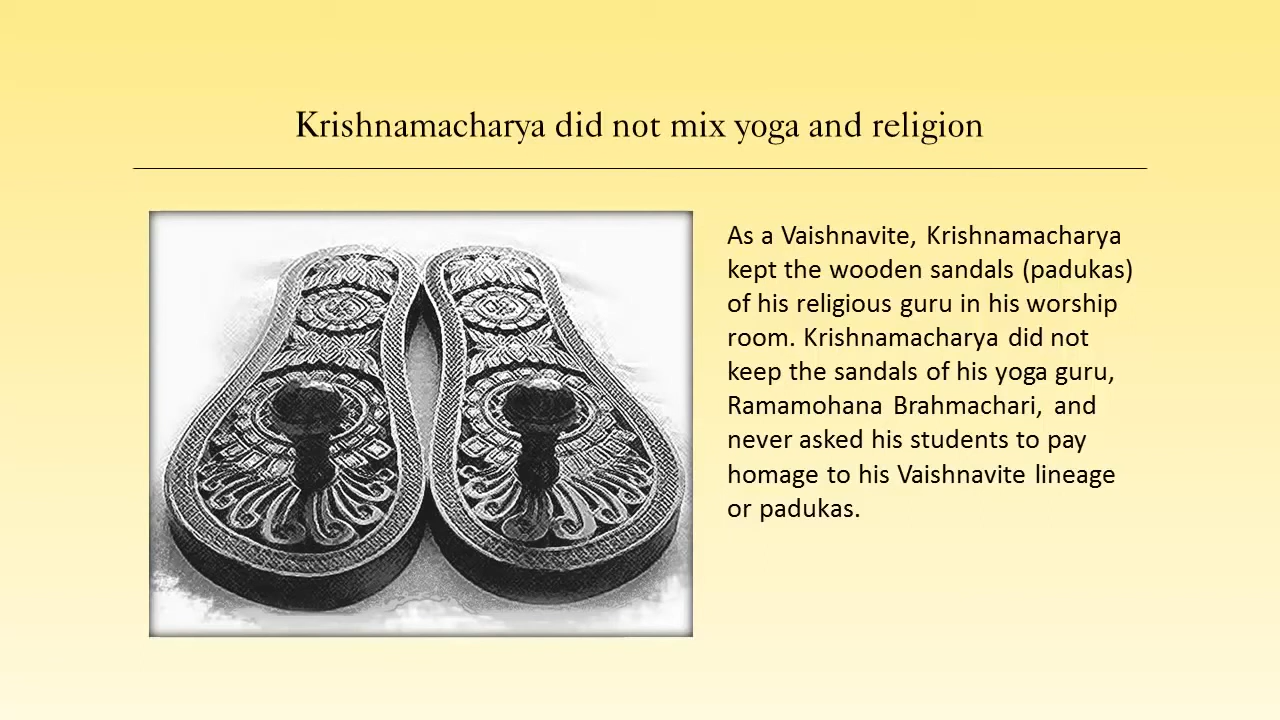 Krishnamacharya did not mix yoga and religion
As a Vaishnavite, Krishnamacharya
kept the wooden sandals (padukas)
of his religious guru in his worship
room. Krishnamacharya did not
keep the sandals of his yoga guru,
Ramamohana Brahmachari, and
never asked his students to pay
homage to his Vaishnavite lineage
or padukas.